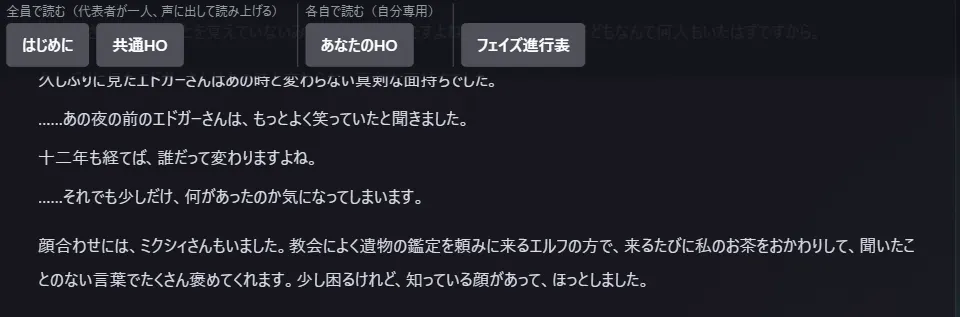 全員で読む（代表者が一人、声に出して読み上げる）
各自で読む（自分専用）
はじめに
共通HO
あなたのHO
フェイズ進行表
久しぶりに見たエドガーさんはあの時と変わらない真剣な面持ちでした。
……あの夜の前のエドガーさんは、もっとよく笑っていたと聞きました。
十二年も経てば、誰だって変わりますよね。
……それでも少しだけ、何があったのか気になってしまいます。
顔合わせには、ミクシィさんもいました。教会によく遺物の鑑定を頼みに来るエルフの方で、来るたびに私のお茶をおかわりして、聞いたこ
とのない言葉でたくさん褒めてくれます。少し困るけれど、知っている顔があって、ほっとしました。